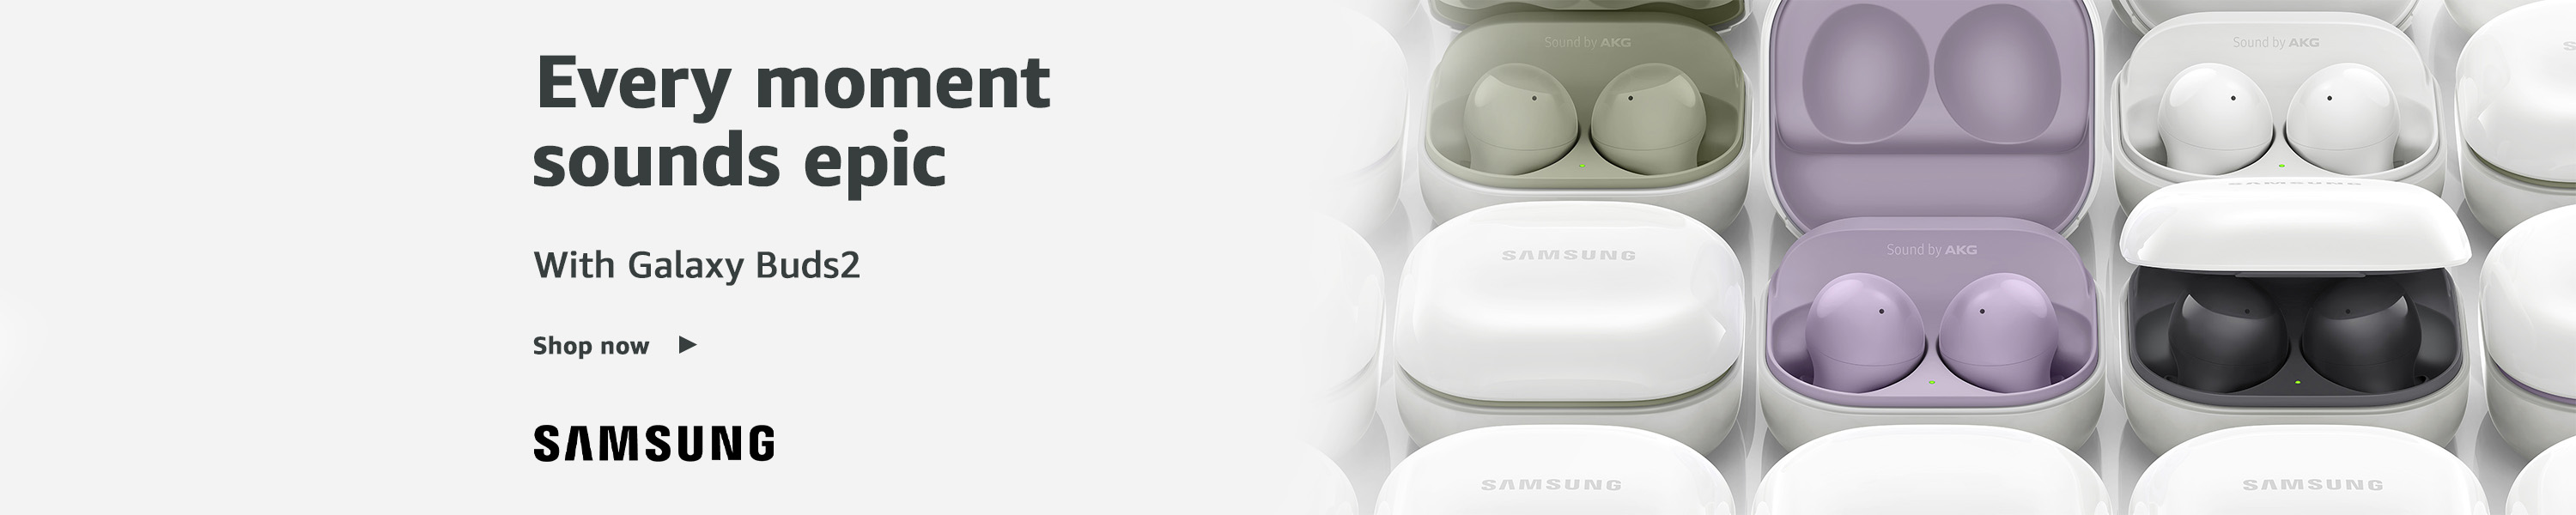 Every moment
sounds epic
With Galaxy Buds2
Shop now
SAMSUNG
Sound by AKG
Sound by AKG
SAMSUNG
SAMSUNG
Sound by AKG
SAMSUNG
SAMSUNG